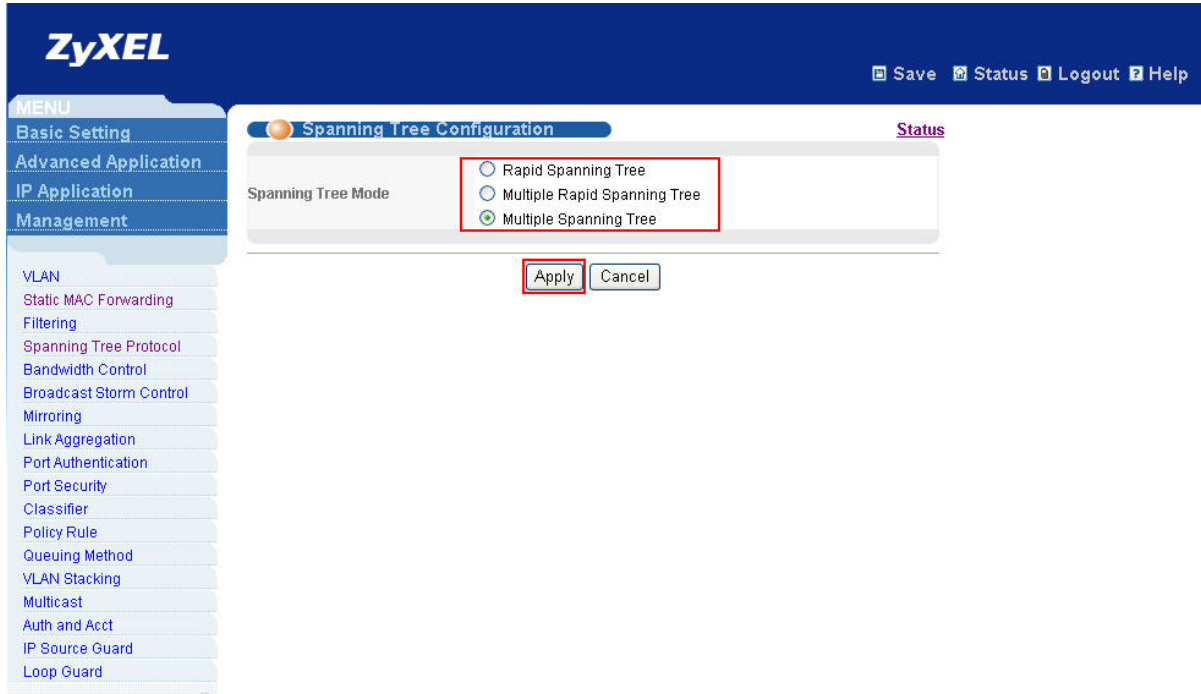 ZyXEL
Save Status Logout Help
MENU
Basic Setting
Advanced Application
IP Application
Management
VLAN
Static MAC Forwarding
Filtering
Spanning Tree Protocol
Bandwidth Control
Broadcast Storm Control
Mirroring
Link Aggregation
Port Authentication
Port Security
Classifier
Policy Rule
Queuing Method
VLAN Stacking
Multicast
Auth and Acct
IP Source Guard
Loop Guard
Spanning Tree Configuration
Status
Spanning Tree Mode
Rapid Spanning Tree
Multiple Rapid Spanning Tree
Multiple Spanning Tree
Apply Cancel